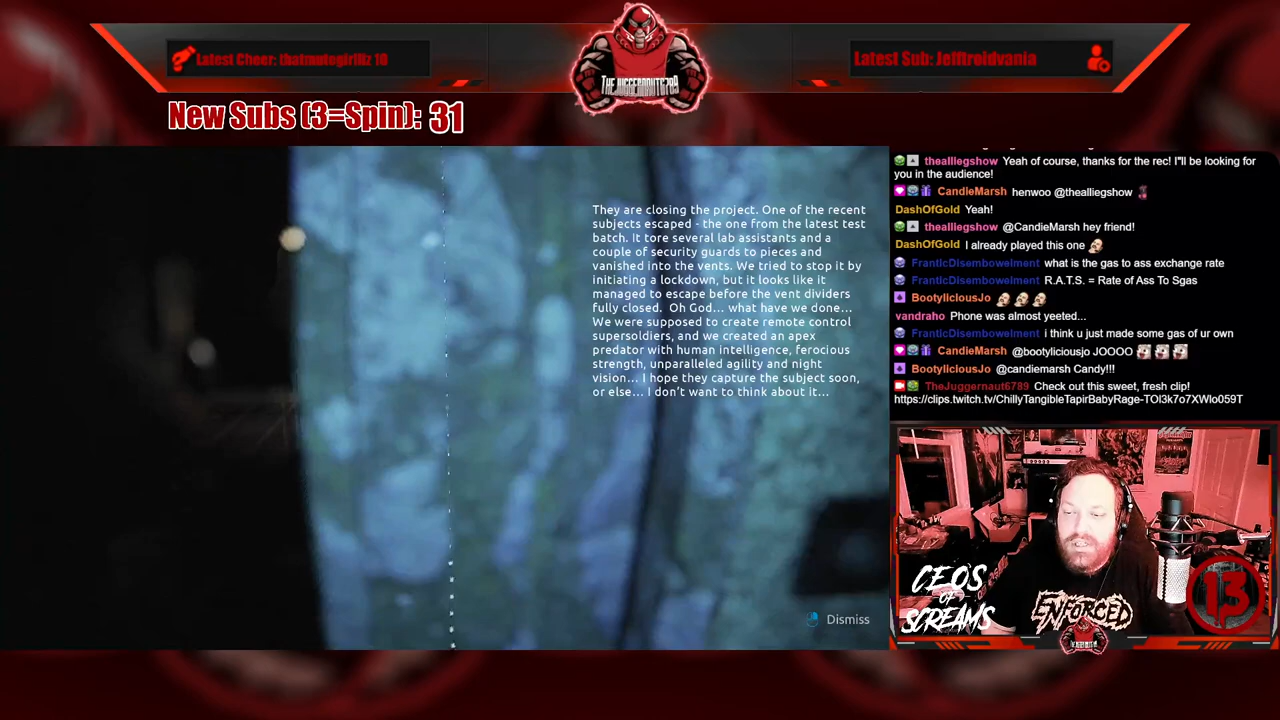 Latest Cheer: thatmutegirlliz 10
THEJUGGERNAUT6789
Latest Sub: Jefftroidvania
New Subs (3=Spin): 31
They are closing the project. One of the recent
subjects escaped - the one from the latest test
batch. It tore several lab assistants and a
couple of security guards to pieces and
vanished into the vents. We tried to stop it by
initiating a lockdown, but it looks like it
managed to escape before the vent dividers
fully closed.  Oh God... what have we done...
We were supposed to create remote control
supersoldiers, and we created an apex
predator with human intelligence, ferocious
strength, unparalleled agility and night
vision... I hope they capture the subject soon,
or else... I don't want to think about it...
Dismiss
thealliegshow Yeah of course, thanks for the rec! I"ll be looking for
you in the audience!
CandieMarsh henwoo @thealliegshow
DashOfGold Yeah!
thealliegshow @CandieMarsh hey friend!
DashOfGold I already played this one
FranticDisembowelment what is the gas to ass exchange rate
FranticDisembowelment R.A.T.S. = Rate of Ass To Sgas
BootyliciousJo
vandraho Phone was almost yeeted...
FranticDisembowelment i think u just made some gas of ur own
CandieMarsh @bootyliciousjo JOOOO
BootyliciousJo @candiemarsh Candy!!!
TheJuggernaut6789 Check out this sweet, fresh clip!
https://clips.twitch.tv/ChillyTangibleTapirBabyRage-TOl3k7o7XWlo059T
CEOS
OF
SCREAMS
ENFORCED
13